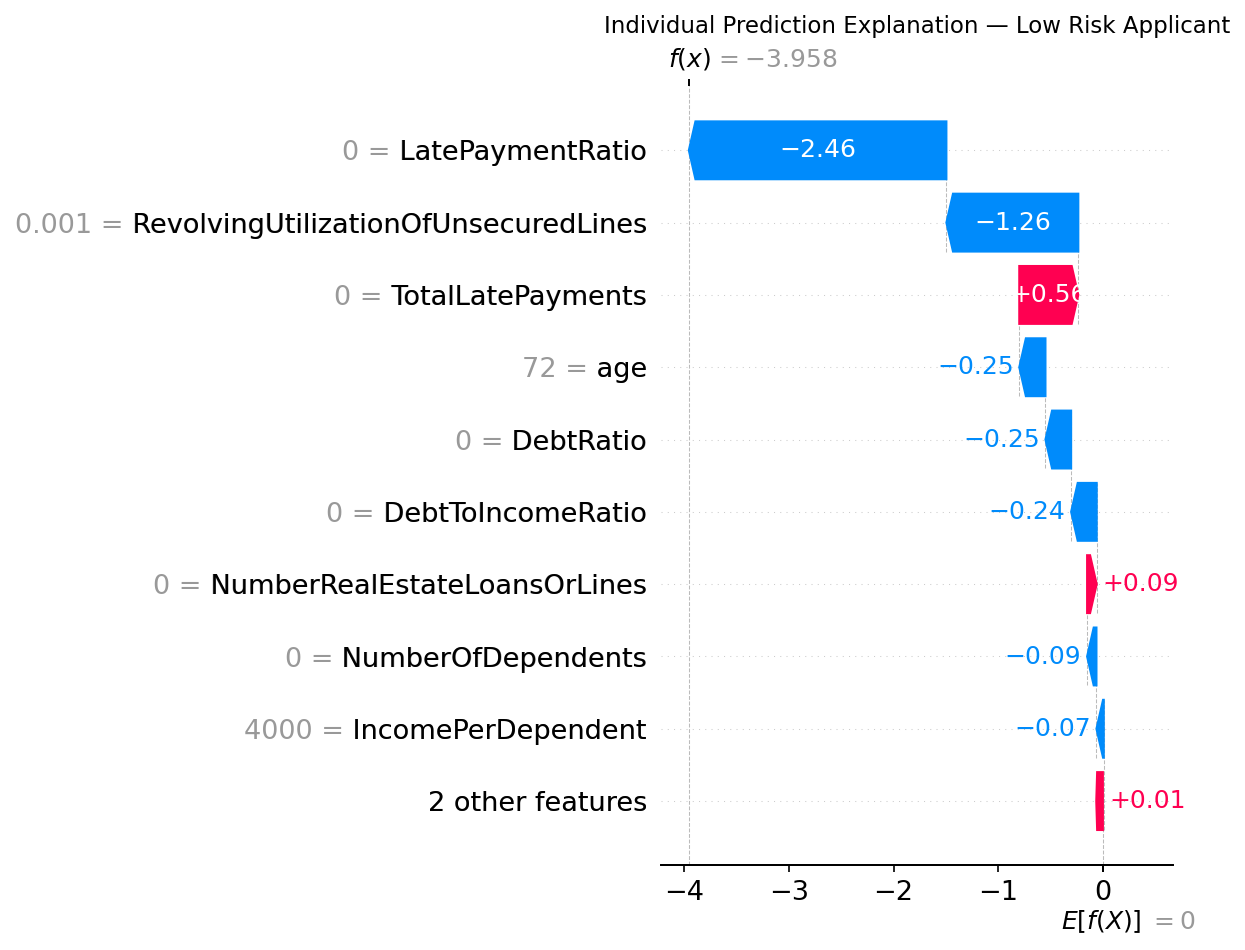 Individual Prediction Explanation — Low Risk Applicant
f(x) = −3.958
0 = LatePaymentRatio −2.46
0.001 = RevolvingUtilizationOfUnsecuredLines −1.26
0 = TotalLatePayments +0.56
72 = age −0.25
0 = DebtRatio −0.25
0 = DebtToIncomeRatio −0.24
0 = NumberRealEstateLoansOrLines +0.09
0 = NumberOfDependents −0.09
4000 = IncomePerDependent −0.07
2 other features +0.01
−4 −3 −2 −1 0
E[f(X)] = 0